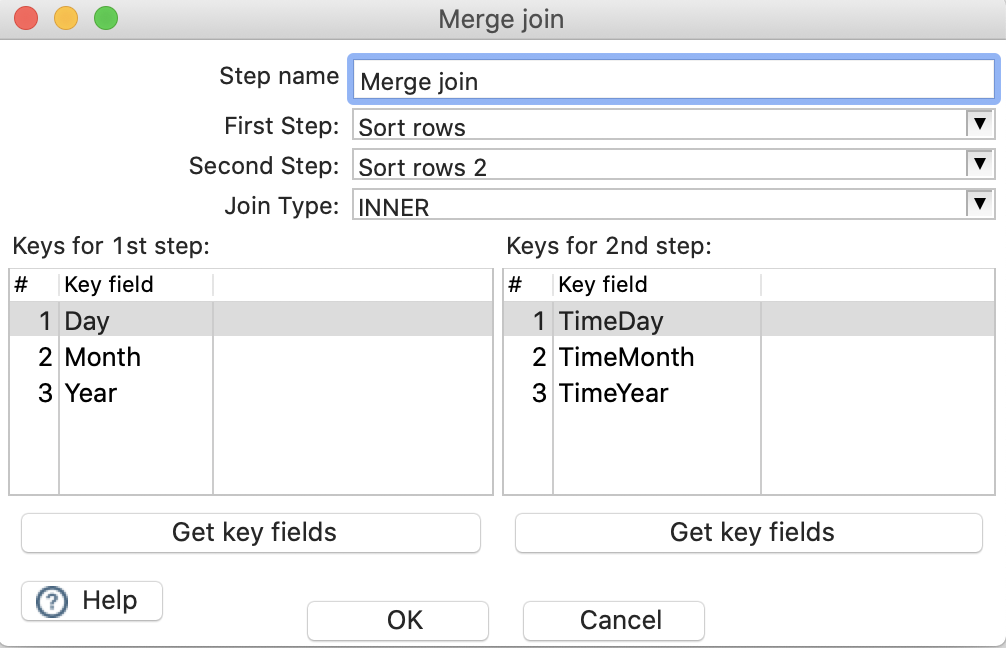 Merge join
Step name Merge join
First Step: Sort rows
Second Step: Sort rows 2
Join Type: INNER
Keys for 1st step:
# Key field
1 Day
2 Month
3 Year
Get key fields
Keys for 2nd step:
# Key field
1 TimeDay
2 TimeMonth
3 TimeYear
Get key fields
? Help
OK
Cancel